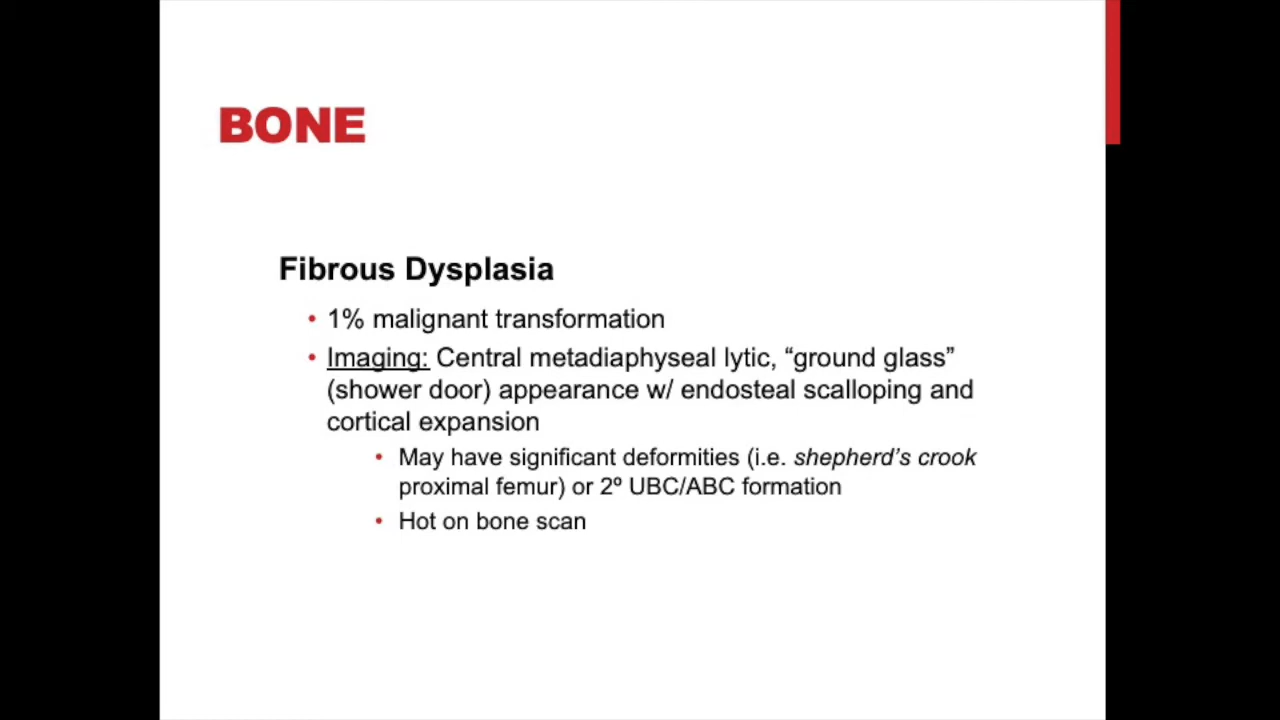 BONE
Fibrous Dysplasia
• 1% malignant transformation
• Imaging: Central metadiaphyseal lytic, “ground glass”
(shower door) appearance w/ endosteal scalloping and
cortical expansion
• May have significant deformities (i.e. shepherd’s crook
proximal femur) or 2º UBC/ABC formation
• Hot on bone scan